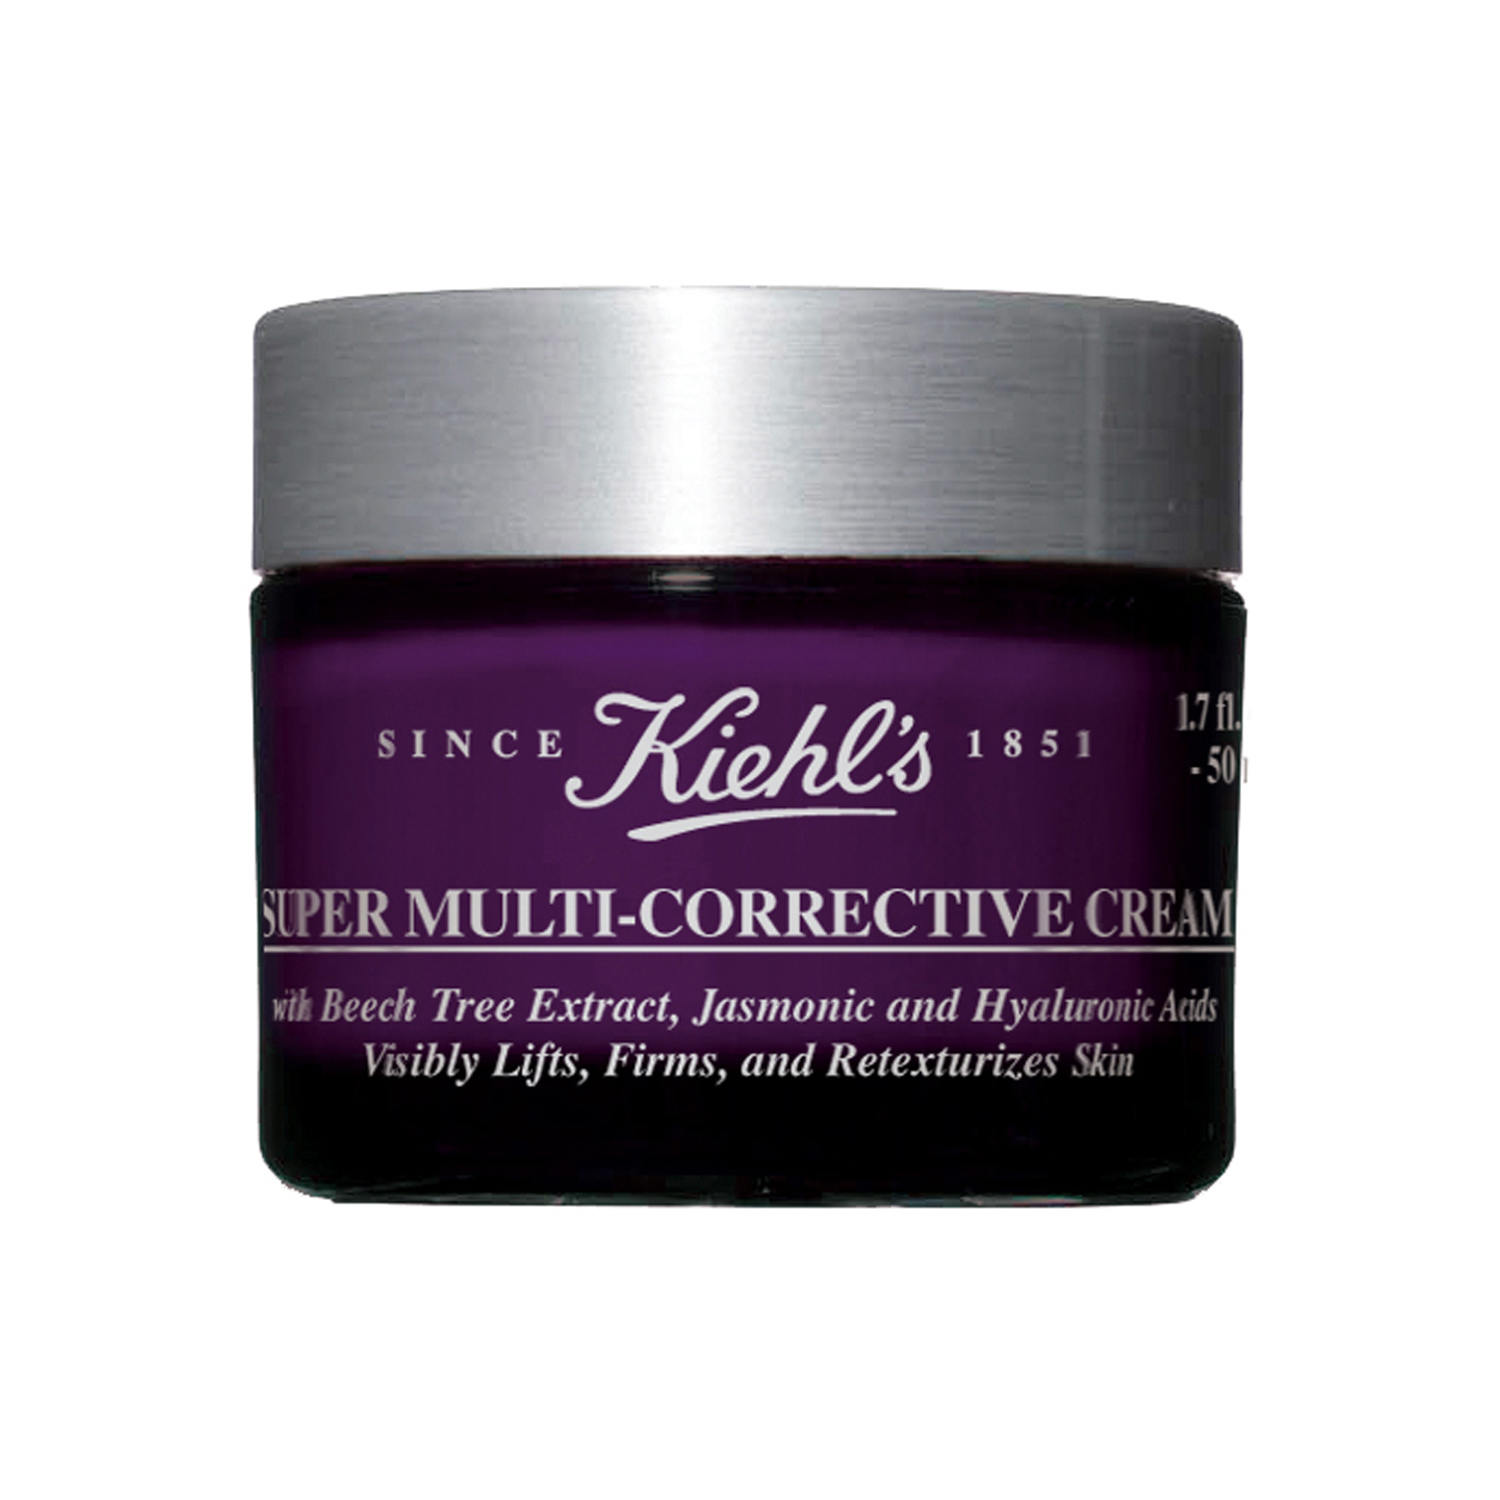 SINCE Kiehl's 1851
1.7 fl.
- 50
SUPER MULTI-CORRECTIVE CREAM
with Beech Tree Extract, Jasmonic and Hyaluronic Acids
Visibly Lifts, Firms, and Retexturizes Skin